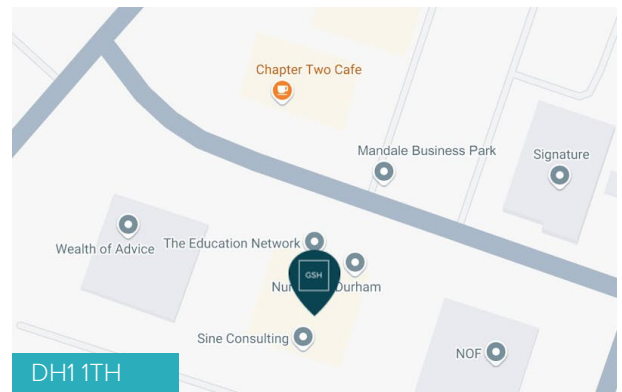 Chapter Two Cafe
Mandale Business Park
Signature
Wealth of Advice
The Education Network
GSH
Durham
Sine Consulting
NOF
DH1 1TH